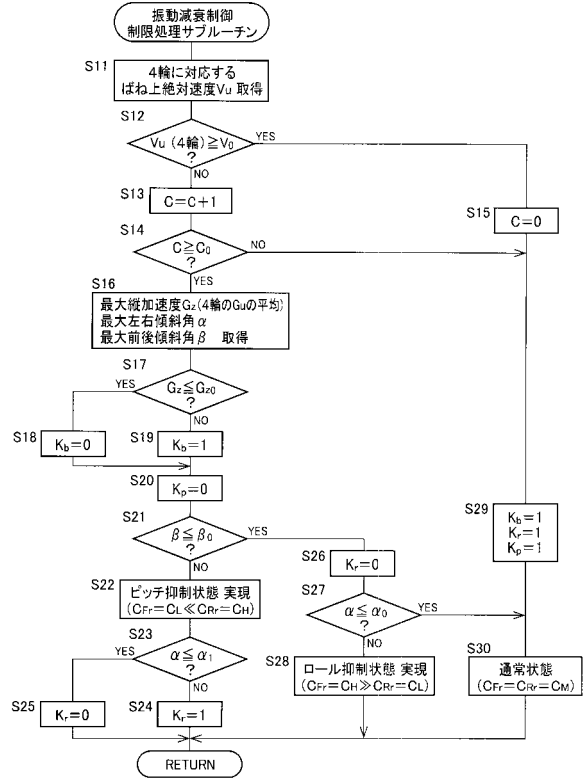 振動減衰制御
制限処理サブルーチン
S11
4輪に対応する
ばね上絶対速度Vu 取得
S12
Vu (4輪)≧V0
?
YES
NO
S13
C=C+1
S15
C=0
S14
C≧C0
?
NO
YES
S16
最大縦加速度Gz(4輪のGuの平均)
最大左右傾斜角α
最大前後傾斜角β 取得
S17
YES
Gz≦Gz0
?
NO
S18
Kb=0
S19
Kb=1
S20
Kp=0
S29
Kb=1
Kr=1
Kp=1
S21
β≦β0
?
YES
NO
S26
Kr=0
S22
ピッチ抑制状態 実現
(CFr=CL≪CRr=CH)
S27
α≦α0
?
YES
NO
S23
YES
α≦α1
?
NO
S28
ロール抑制状態 実現
(CFr=CH≫CRr=CL)
S30
通常状態
(CFr=CRr=CM)
S25
Kr=0
S24
Kr=1
RETURN